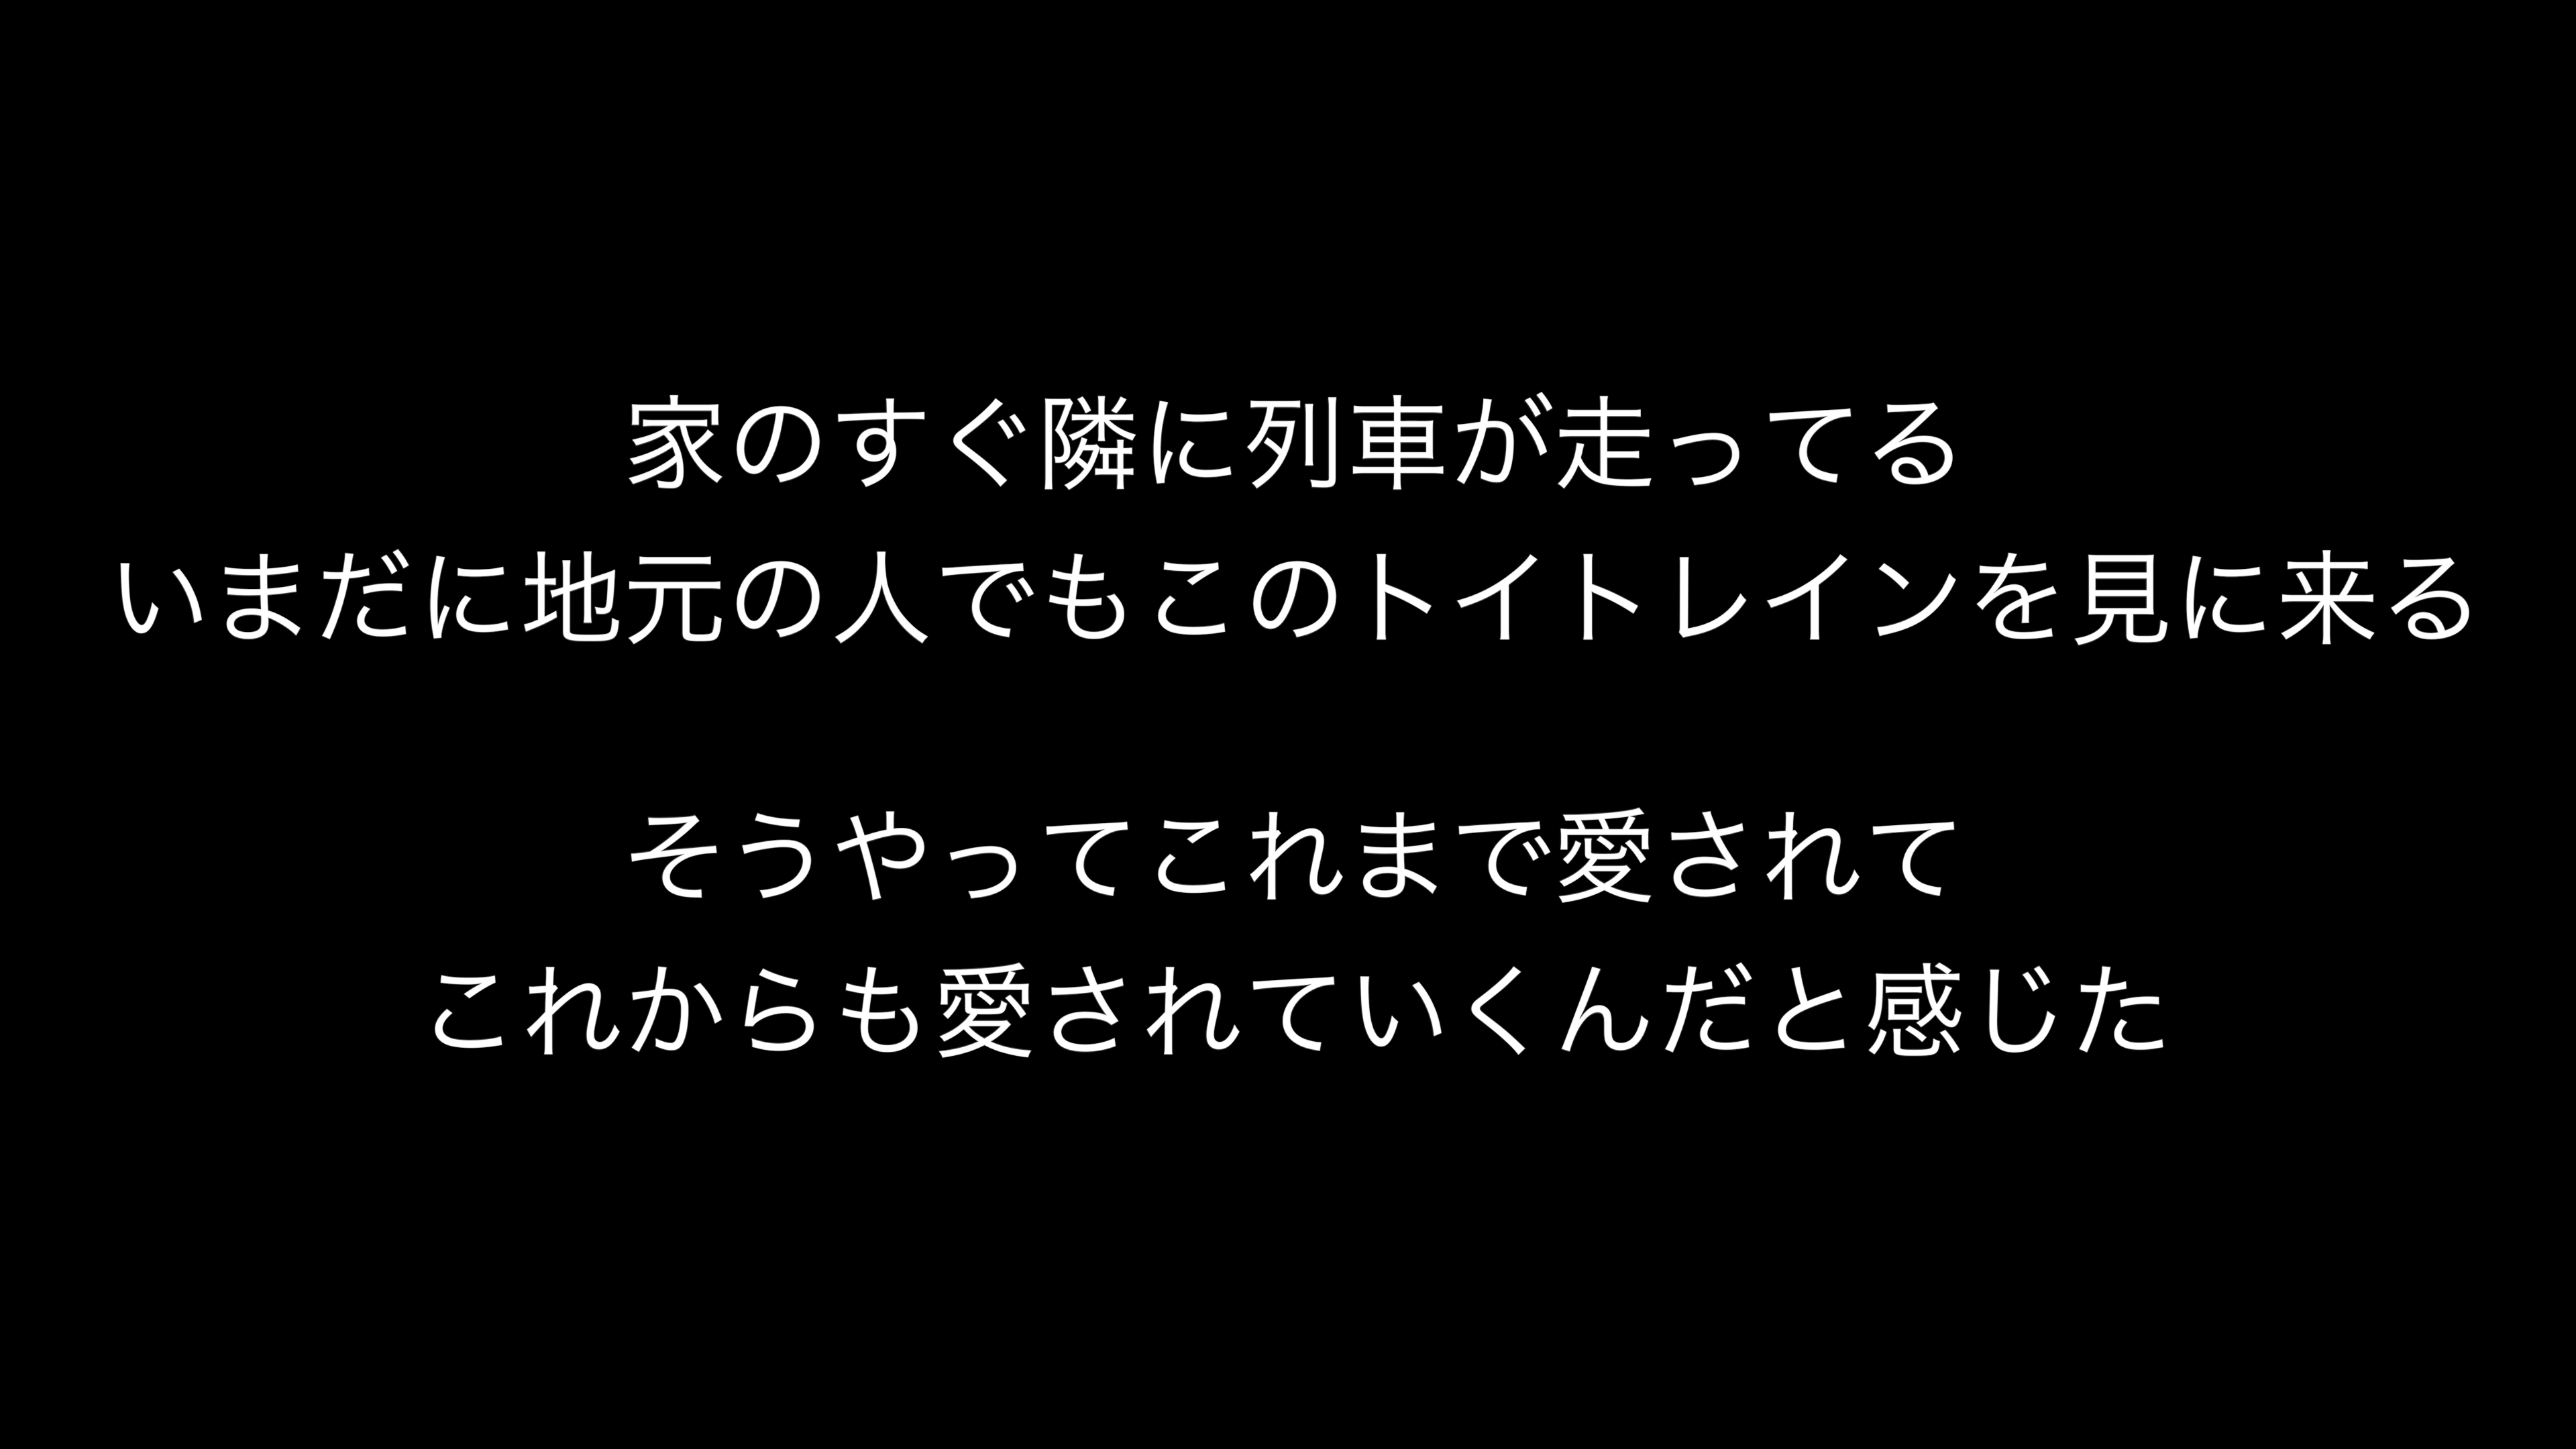 家のすぐ隣に列車が走ってる
いまだに地元の人でもこのトイトレインを見に来る
そうやってこれまで愛されて
これからも愛されていくんだと感じた